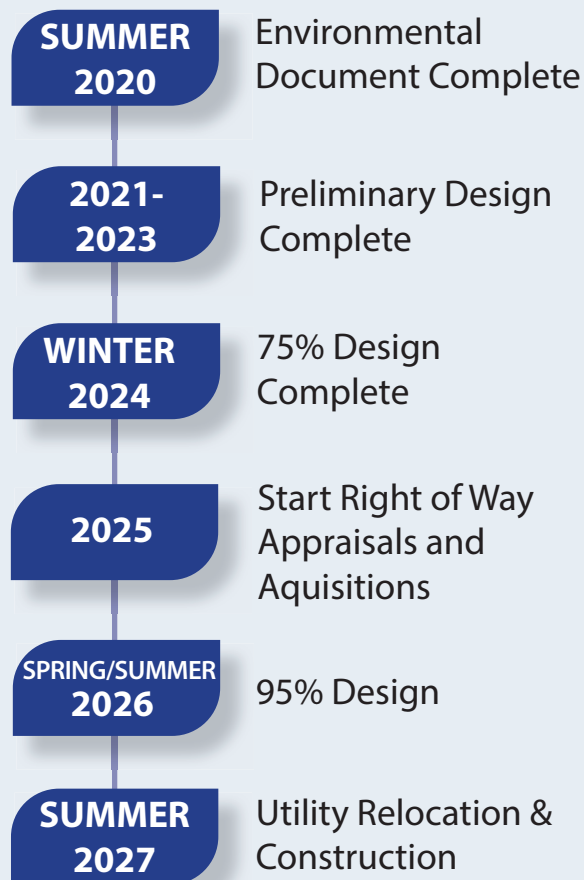 SUMMER
2020
Environmental
Document Complete
2021-
2023
Preliminary Design
Complete
WINTER
2024
75% Design
Complete
2025
Start Right of Way
Appraisals and
Aquisitions
SPRING/SUMMER
2026
95% Design
SUMMER
2027
Utility Relocation &
Construction